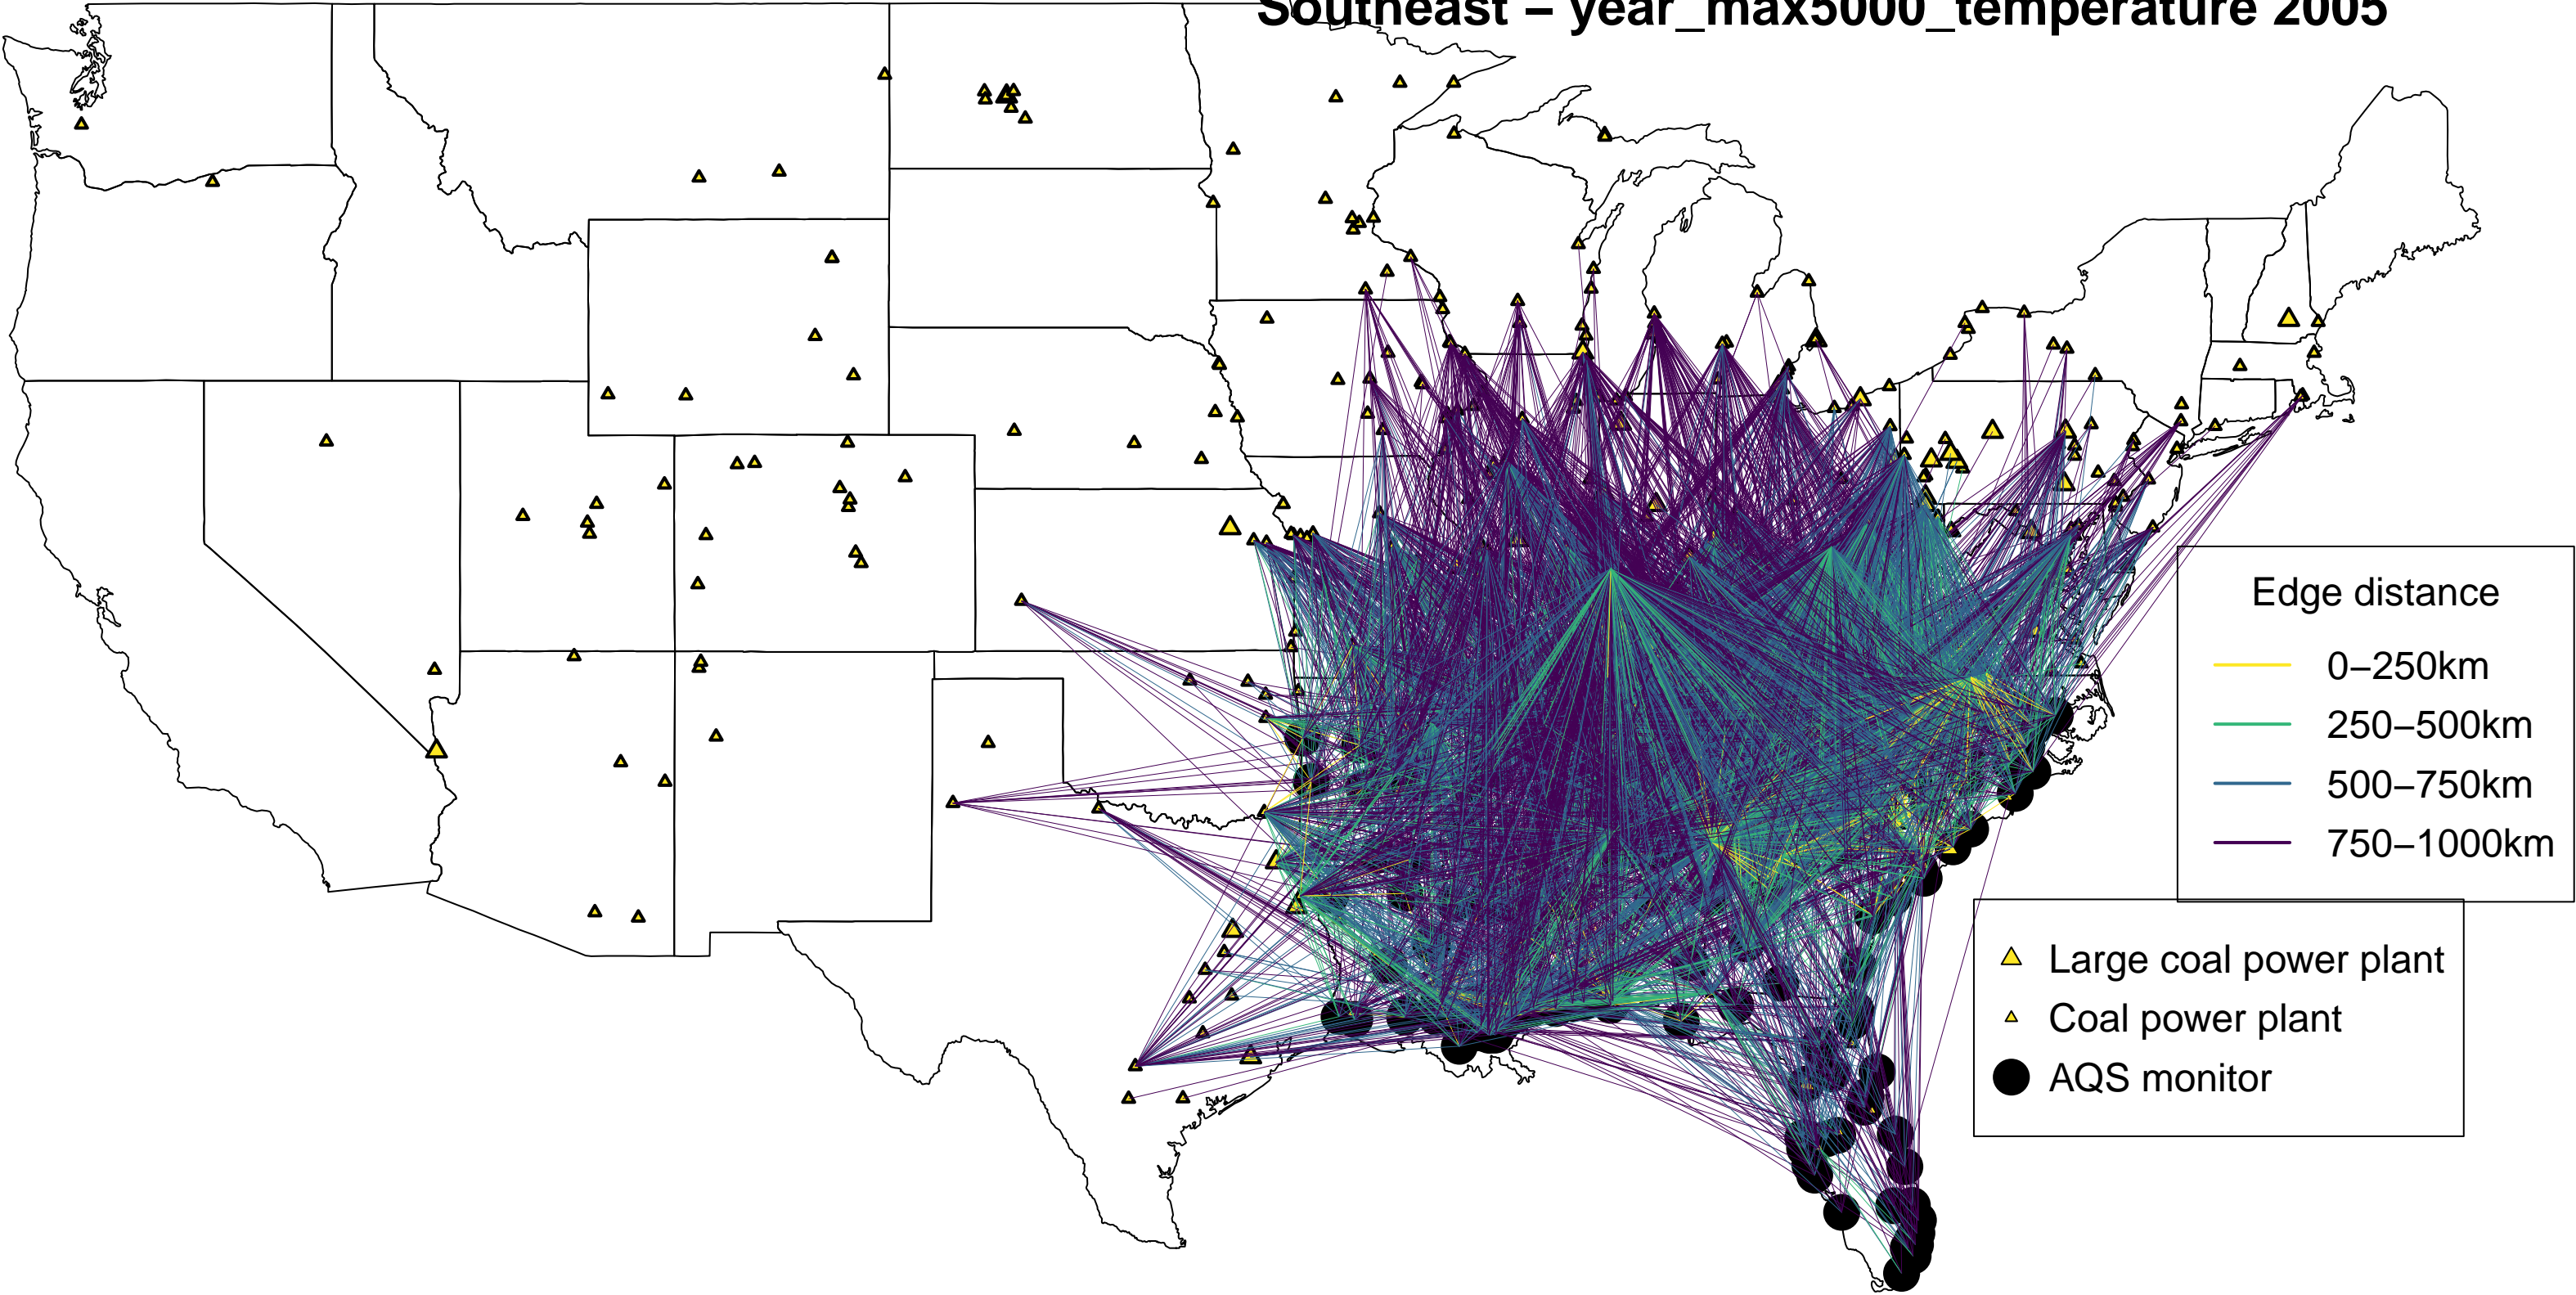 Southeast – year_max5000_temperature 2005
Edge distance
0–250km
250–500km
500–750km
750–1000km
Large coal power plant
Coal power plant
AQS monitor